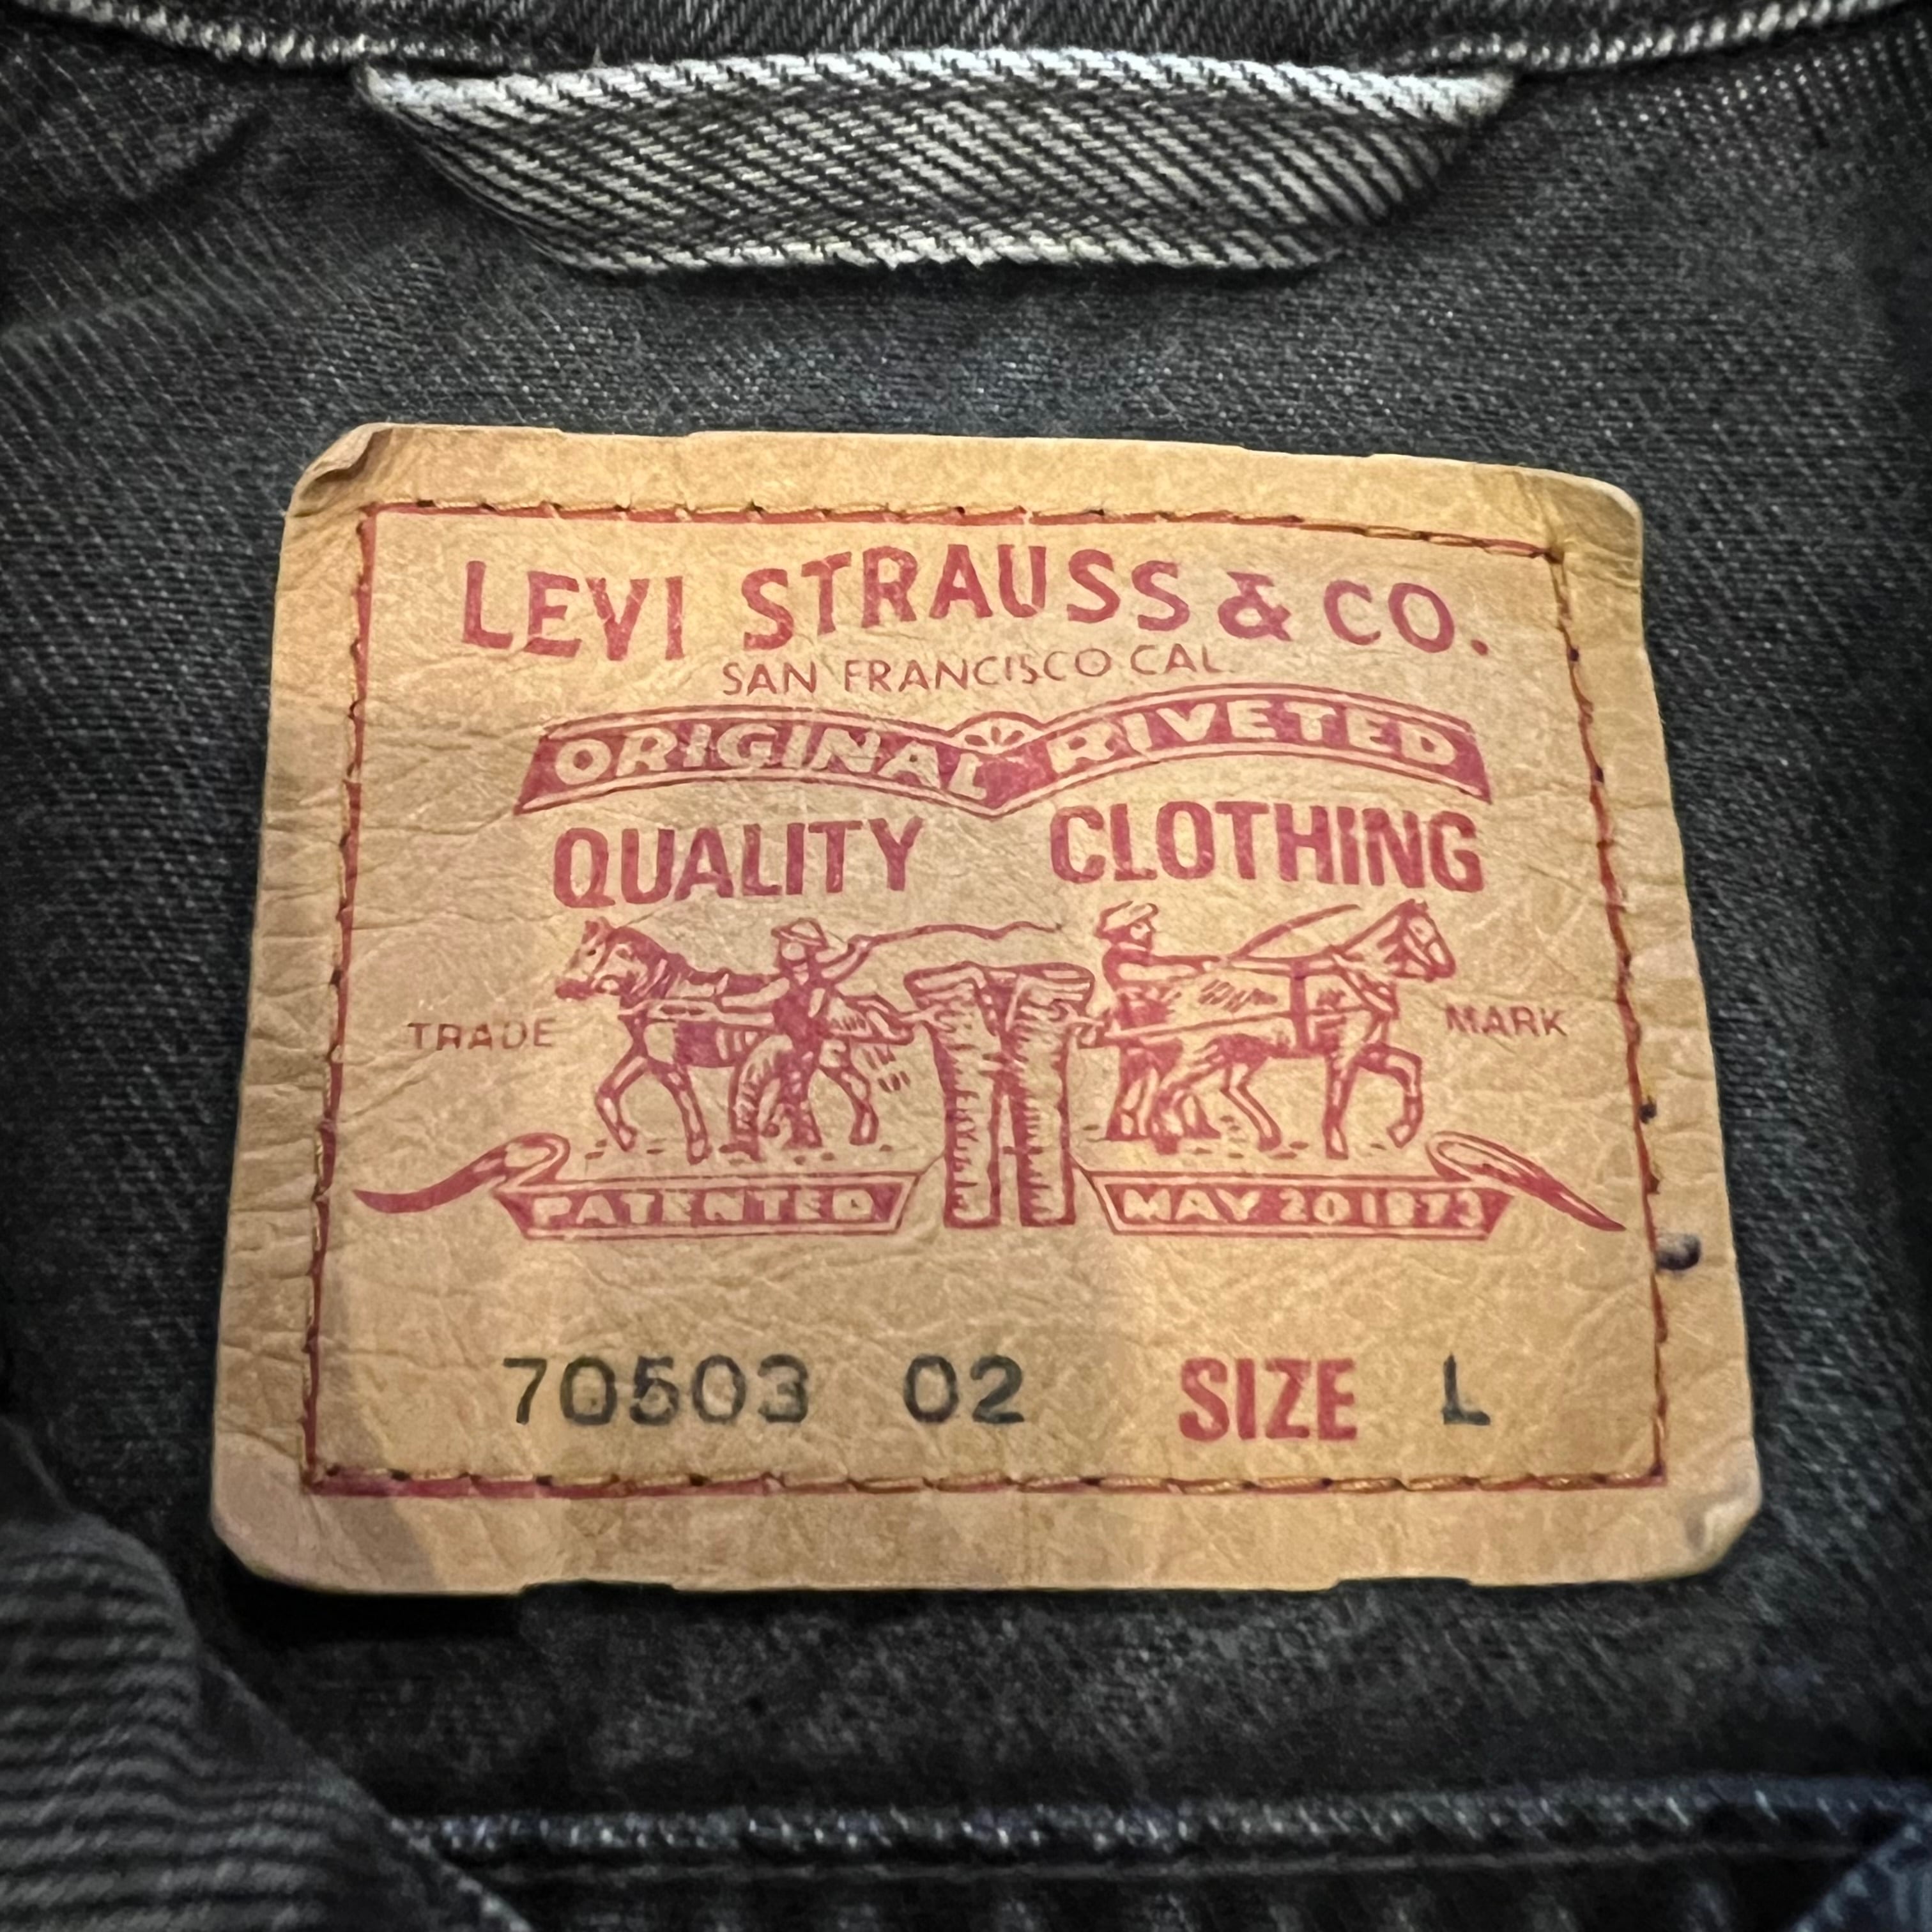 LEVI STRAUSS & CO.
SAN FRANCISCO CAL.
ORIGINAL RIVETED
QUALITY CLOTHING
TRADE MARK
PATENTED MAY 20 1873
70503 02 SIZE L